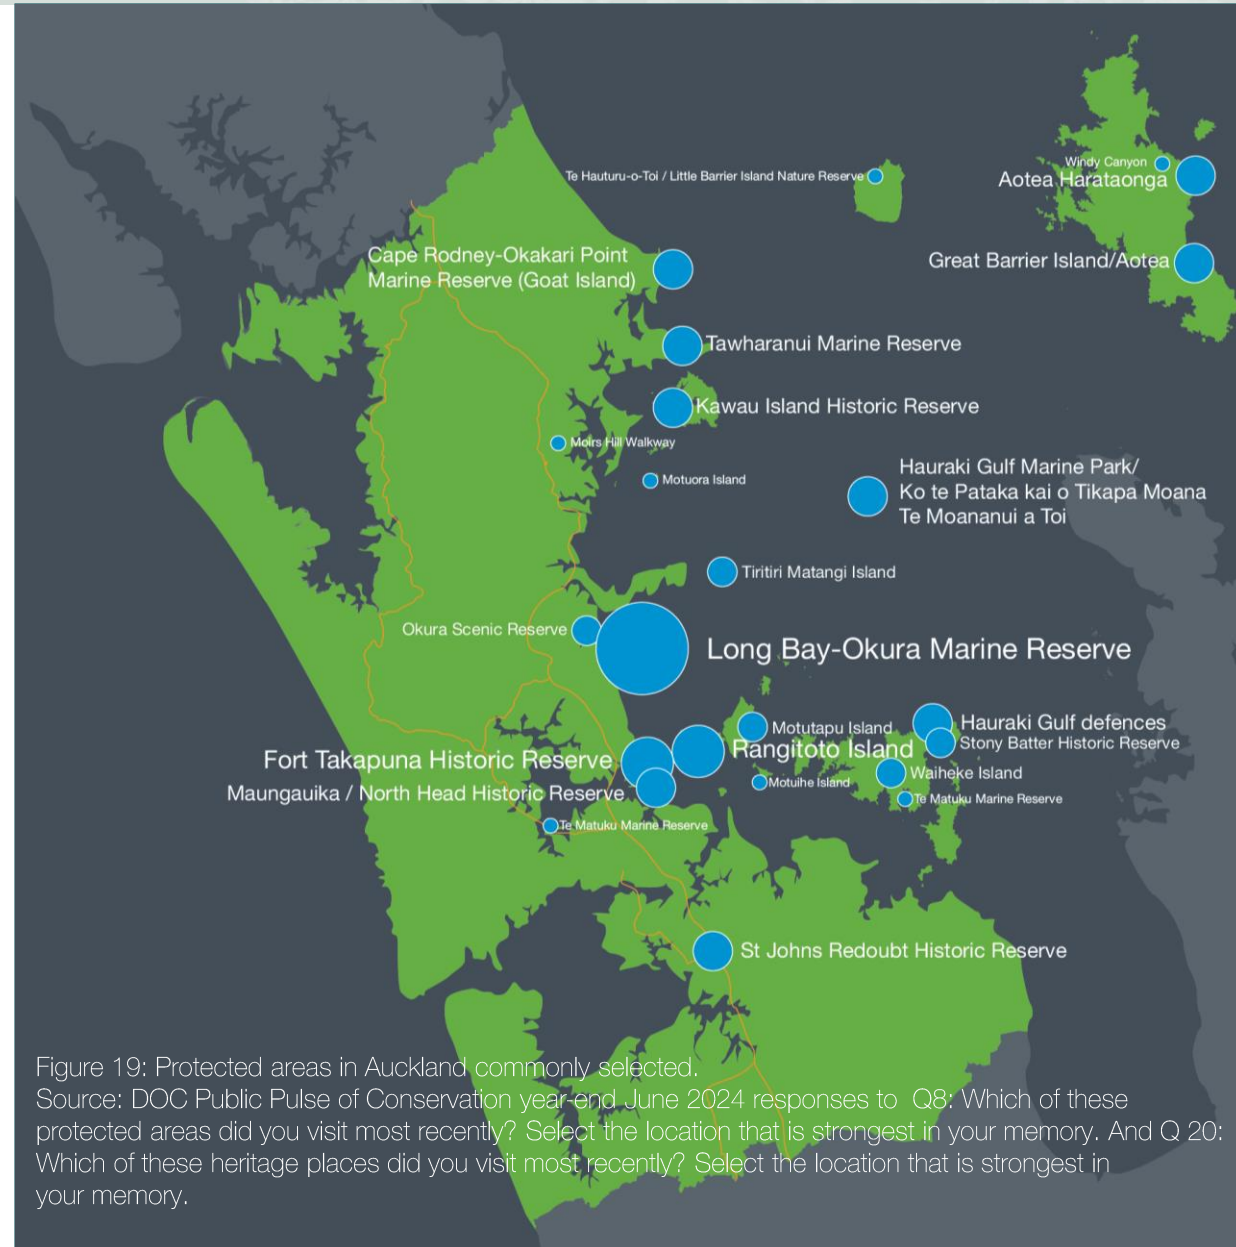 Windy Canyon
Te Hauturu-o-Toi / Little Barrier Island Nature Reserve
Aotea Harataonga
Cape Rodney-Okakari Point
Marine Reserve (Goat Island)
Great Barrier Island/Aotea
Tawharanui Marine Reserve
Kawau Island Historic Reserve
Moirs Hill Walkway
Motuora Island
Hauraki Gulf Marine Park/
Ko te Pataka kai o Tikapa Moana
Te Moananui a Toi
Tiritiri Matangi Island
Okura Scenic Reserve
Long Bay-Okura Marine Reserve
Motutapu Island
Hauraki Gulf defences
Rangitoto Island
Stony Batter Historic Reserve
Fort Takapuna Historic Reserve
Waiheke Island
Motuihe Island
Maungauika / North Head Historic Reserve
Te Matuku Marine Reserve
Te Matuku Marine Reserve
St Johns Redoubt Historic Reserve
Figure 19: Protected areas in Auckland commonly selected.
Source: DOC Public Pulse of Conservation year-end June 2024 responses to Q8: Which of these
protected areas did you visit most recently? Select the location that is strongest in your memory. And Q 20:
Which of these heritage places did you visit most recently? Select the location that is strongest in
your memory.